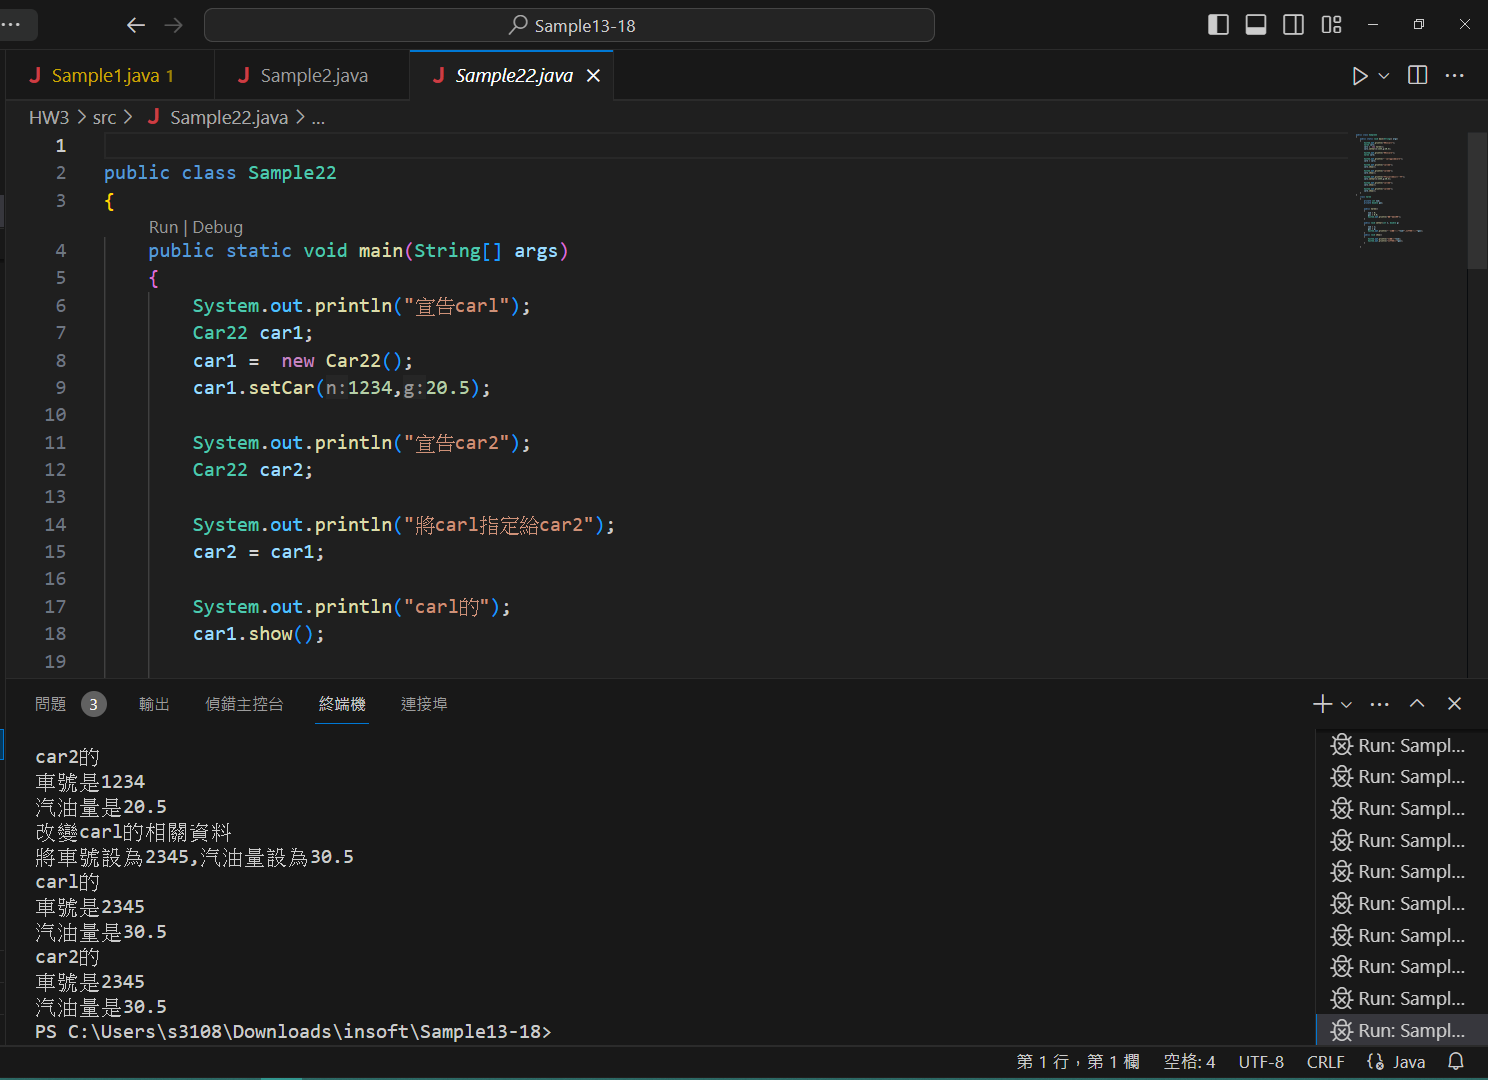 Sample13-18
Sample1.java 1
Sample2.java
Sample22.java
HW3 > src > Sample22.java > ...
1
2 public class Sample22
3 {
Run | Debug
4 public static void main(String[] args)
5 {
6 System.out.println("宣告carl");
7 Car22 car1;
8 car1 =  new Car22();
9 car1.setCar(n:1234,g:20.5);
10
11 System.out.println("宣告car2");
12 Car22 car2;
13
14 System.out.println("將carl指定給car2");
15 car2 = car1;
16
17 System.out.println("carl的");
18 car1.show();
19
問題 3 輸出 偵錯主控台 終端機 連接埠
car2的
車號是1234
汽油量是20.5
改變carl的相關資料
將車號設為2345,汽油量設為30.5
carl的
車號是2345
汽油量是30.5
car2的
車號是2345
汽油量是30.5
PS C:\Users\s3108\Downloads\insoft\Sample13-18>
Run: Sampl...
Run: Sampl...
Run: Sampl...
Run: Sampl...
Run: Sampl...
Run: Sampl...
Run: Sampl...
Run: Sampl...
Run: Sampl...
Run: Sampl...
第 1 行，第 1 欄 空格: 4 UTF-8 CRLF Java